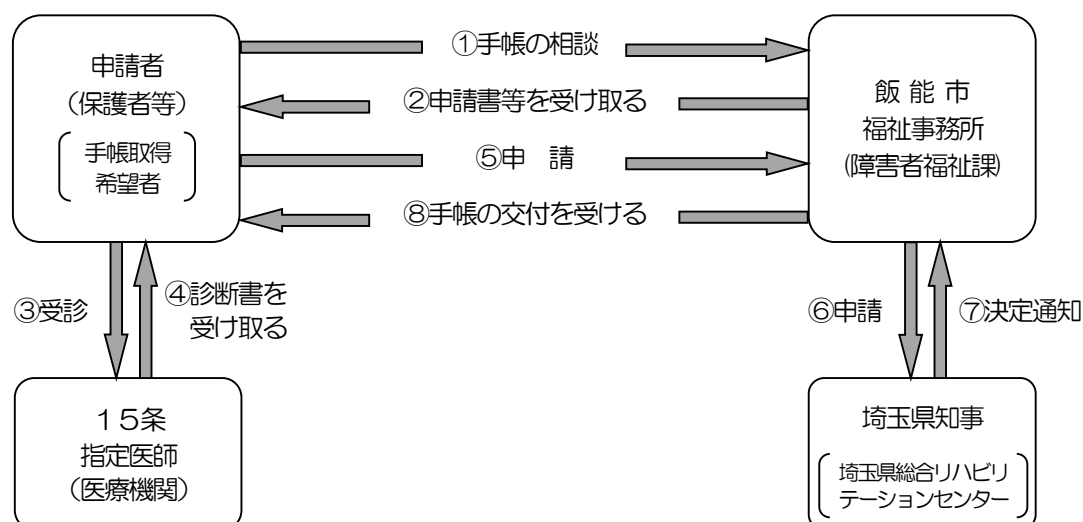 申請者
（保護者等）
手帳取得
希望者
①手帳の相談
②申請書等を受け取る
⑤申　請
⑧手帳の交付を受ける
飯 能 市
福祉事務所
(障害者福祉課)
③受診
④診断書を
受け取る
⑥申請
⑦決定通知
１５条
指定医師
（医療機関）
埼玉県知事
埼玉県総合リハビリ
テーションセンター